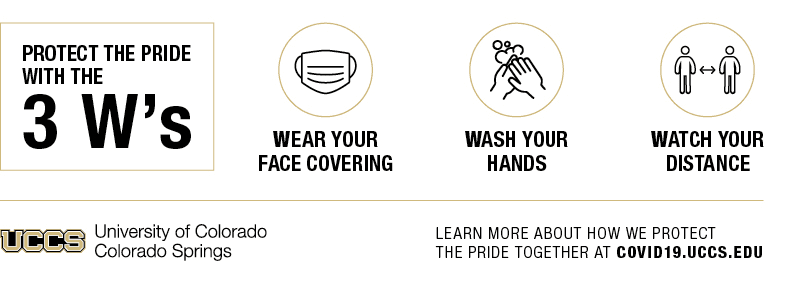 PROTECT THE PRIDE
WITH THE
3 W's
WEAR YOUR
FACE COVERING
WASH YOUR
HANDS
WATCH YOUR
DISTANCE
UCCS
University of Colorado
Colorado Springs
LEARN MORE ABOUT HOW WE PROTECT
THE PRIDE TOGETHER AT COVID19.UCCS.EDU